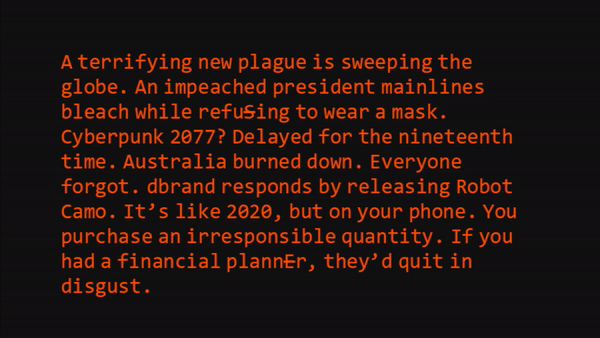 A terrifying new plague is sweeping the
globe. An impeached president mainlines
bleach while refuSing to wear a mask.
Cyberpunk 2077? Delayed for the nineteenth
time. Australia burned down. Everyone
forgot. dbrand responds by releasing Robot
Camo. It’s like 2020, but on your phone. You
purchase an irresponsible quantity. If you
had a financial plannEr, they’d quit in
disgust.